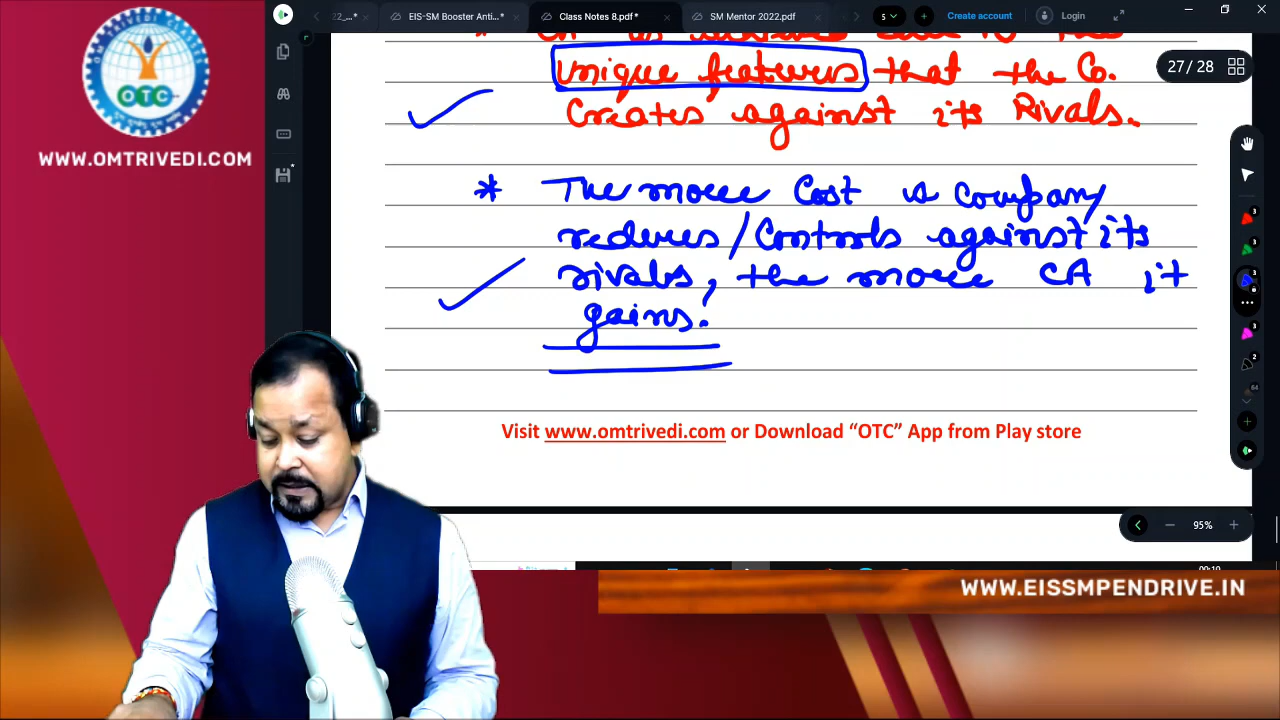 22_...*
EIS-SM Booster Anti...*
Class Notes 8.pdf*
SM Mentor 2022.pdf
5
Create account
Login
27 / 28
unique features that the Co.
Creates against its Rivals.
* The more Cost a company
reduces/Controls against its
rivals, the more CA it
gains!
Visit www.omtrivedi.com or Download “OTC” App from Play store
95%
OTC
WWW.OMTRIVEDI.COM
WWW.EISSMPENDRIVE.IN